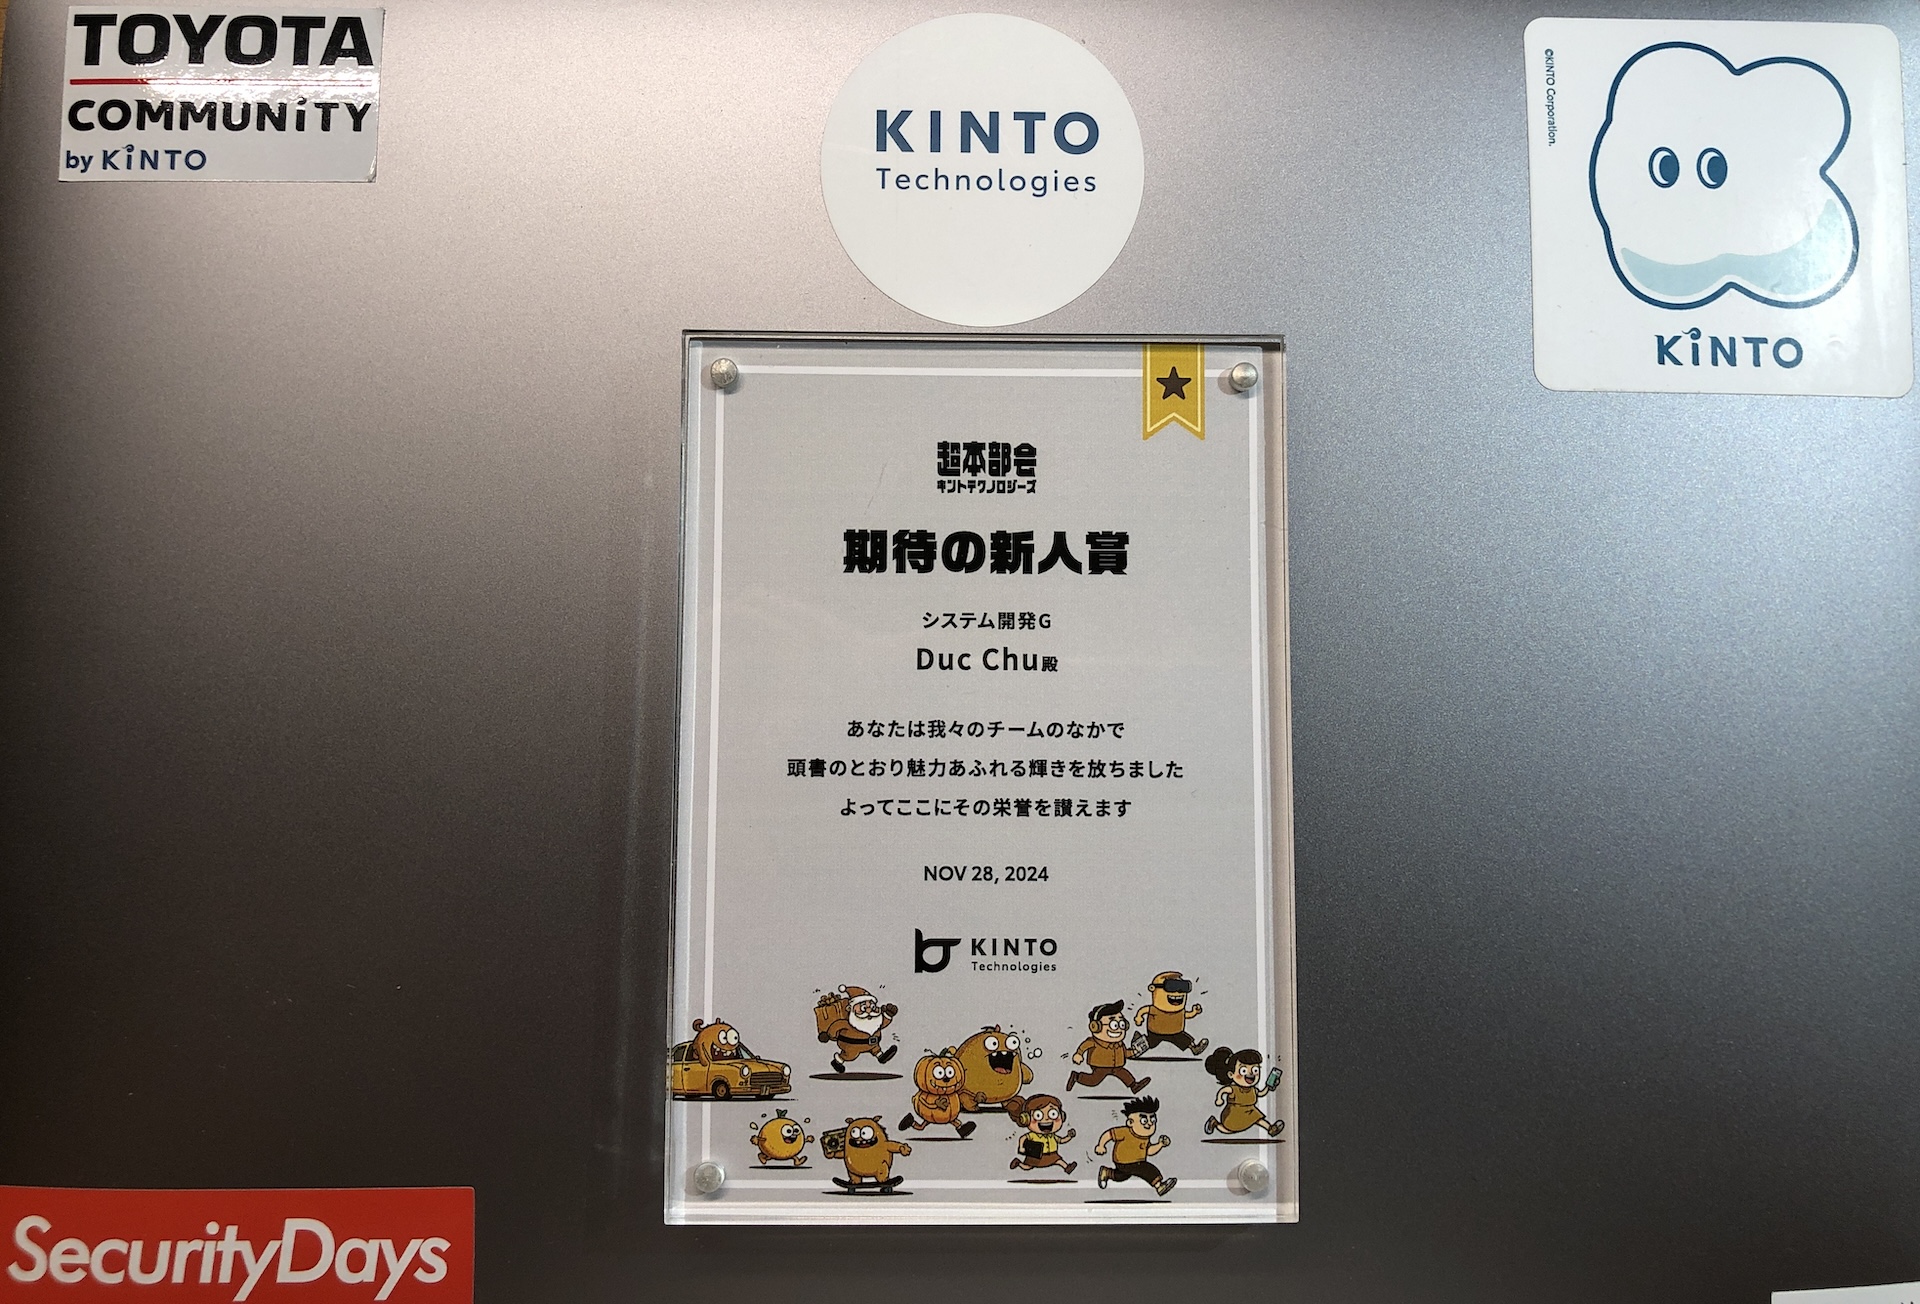 TOYOTA
COMMUNiTY
by KiNTO
KINTO
Technologies
©KINTO Corporation.
KiNTO
超本部会
キントテクノロジーズ
期待の新人賞
システム開発G
Duc Chu殿
あなたは我々のチームのなかで
頭書のとおり魅力あふれる輝きを放ちました
よってここにその栄誉を讃えます
NOV 28, 2024
KINTO
Technologies
SecurityDays